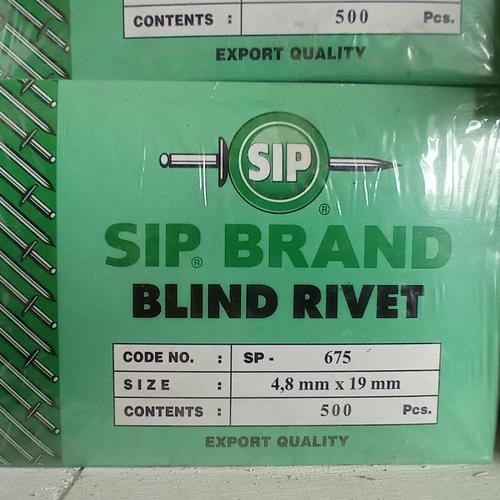 CONTENTS : 500 Pcs.
EXPORT QUALITY
SIP
®
SIP® BRAND
BLIND RIVET
CODE NO. : SP - 675
SIZE : 4,8 mm x 19 mm
CONTENTS : 500 Pcs.
EXPORT QUALITY